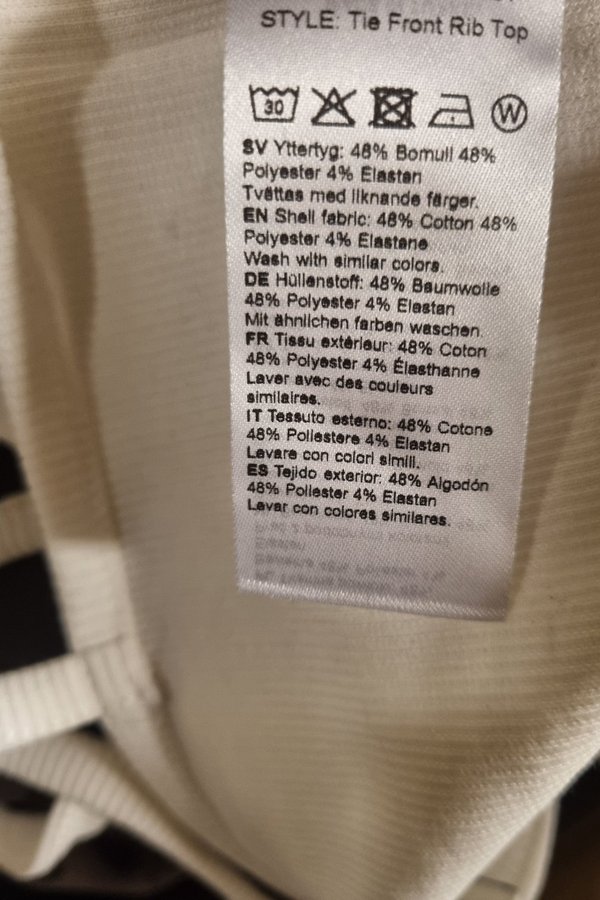 STYLE: Tie Front Rib Top
30 W
SV Yttertyg: 48% Bomull 48%
Polyester 4% Elastan
Tvättas med liknande färger.
EN Shell fabric: 48% Cotton 48%
Polyester 4% Elastane
Wash with similar colors.
DE Hüllenstoff: 48% Baumwolle
48% Polyester 4% Elastan
Mit ähnlichen farben waschen.
FR Tissu extérieur: 48% Coton
48% Polyester 4% Élasthanne
Laver avec des couleurs
similaires.
IT Tessuto esterno: 48% Cotone
48% Poliestere 4% Elastan
Lavare con colori simili.
ES Tejido exterior: 48% Algodón
48% Poliester 4% Elastan
Lavar con colores similares.